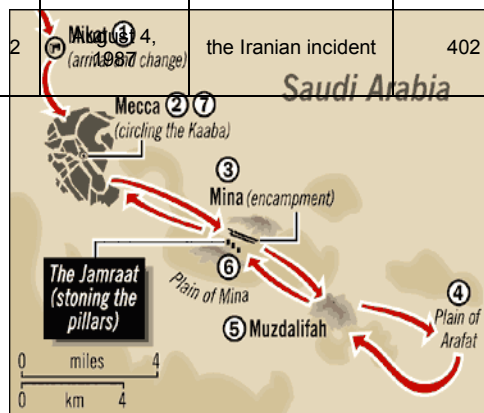 2
August 4,
1987
the Iranian incident
402
Mikat ①
(arrival and change)
Saudi Arabia
Mecca ② ⑦
(circling the Kaaba)
③
Mina (encampment)
The Jamraat
(stoning the
pillars)
⑥
Plain of Mina
④
Plain of
Arafat
⑤ Muzdalifah
0 miles 4
0 km 4